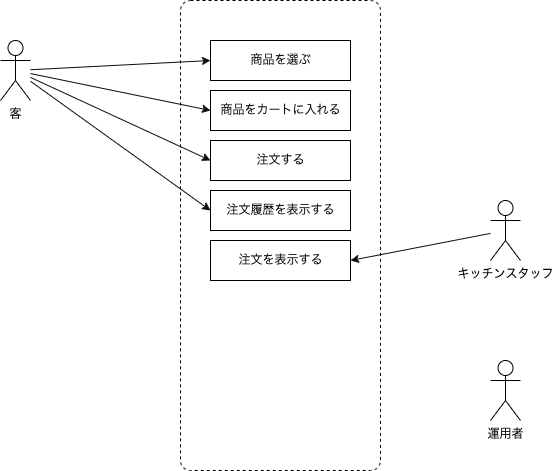 商品を選ぶ
客
商品をカートに入れる
注文する
注文履歴を表示する
注文を表示する
キッチンスタッフ
運用者